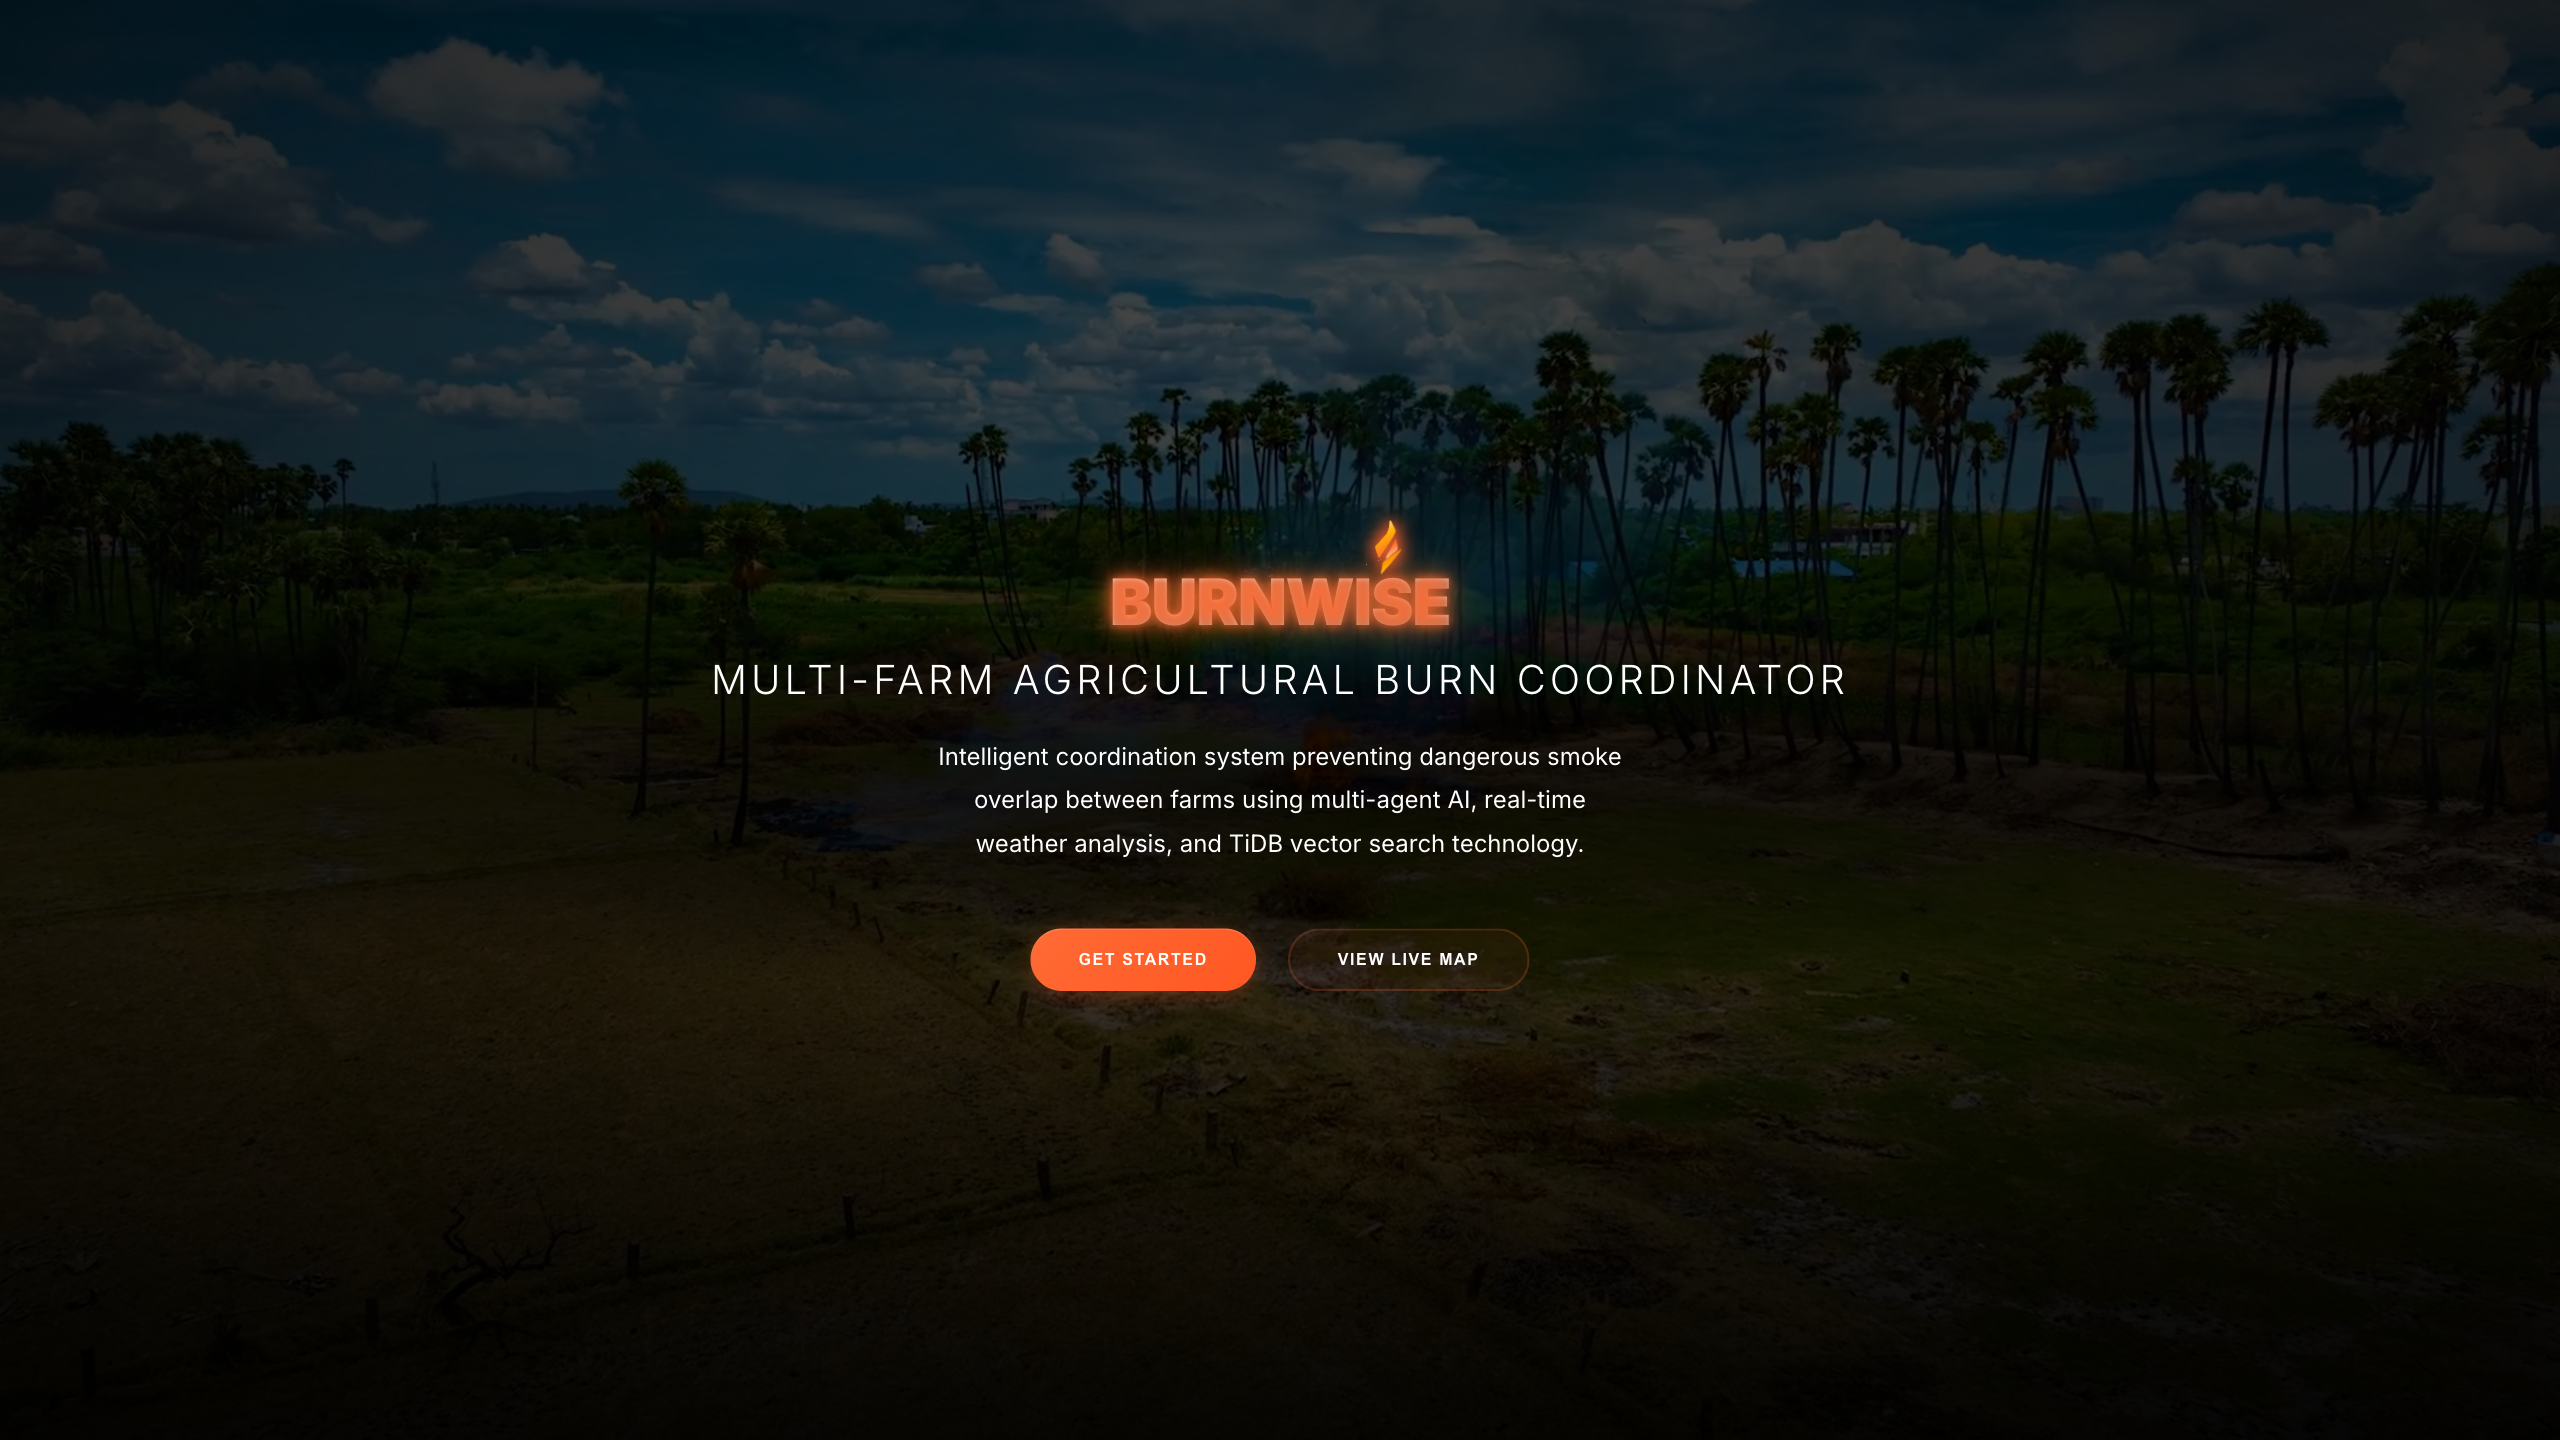 BURNWISE
MULTI-FARM AGRICULTURAL BURN COORDINATOR
Intelligent coordination system preventing dangerous smoke
overlap between farms using multi-agent AI, real-time
weather analysis, and TiDB vector search technology.
GET STARTED
VIEW LIVE MAP